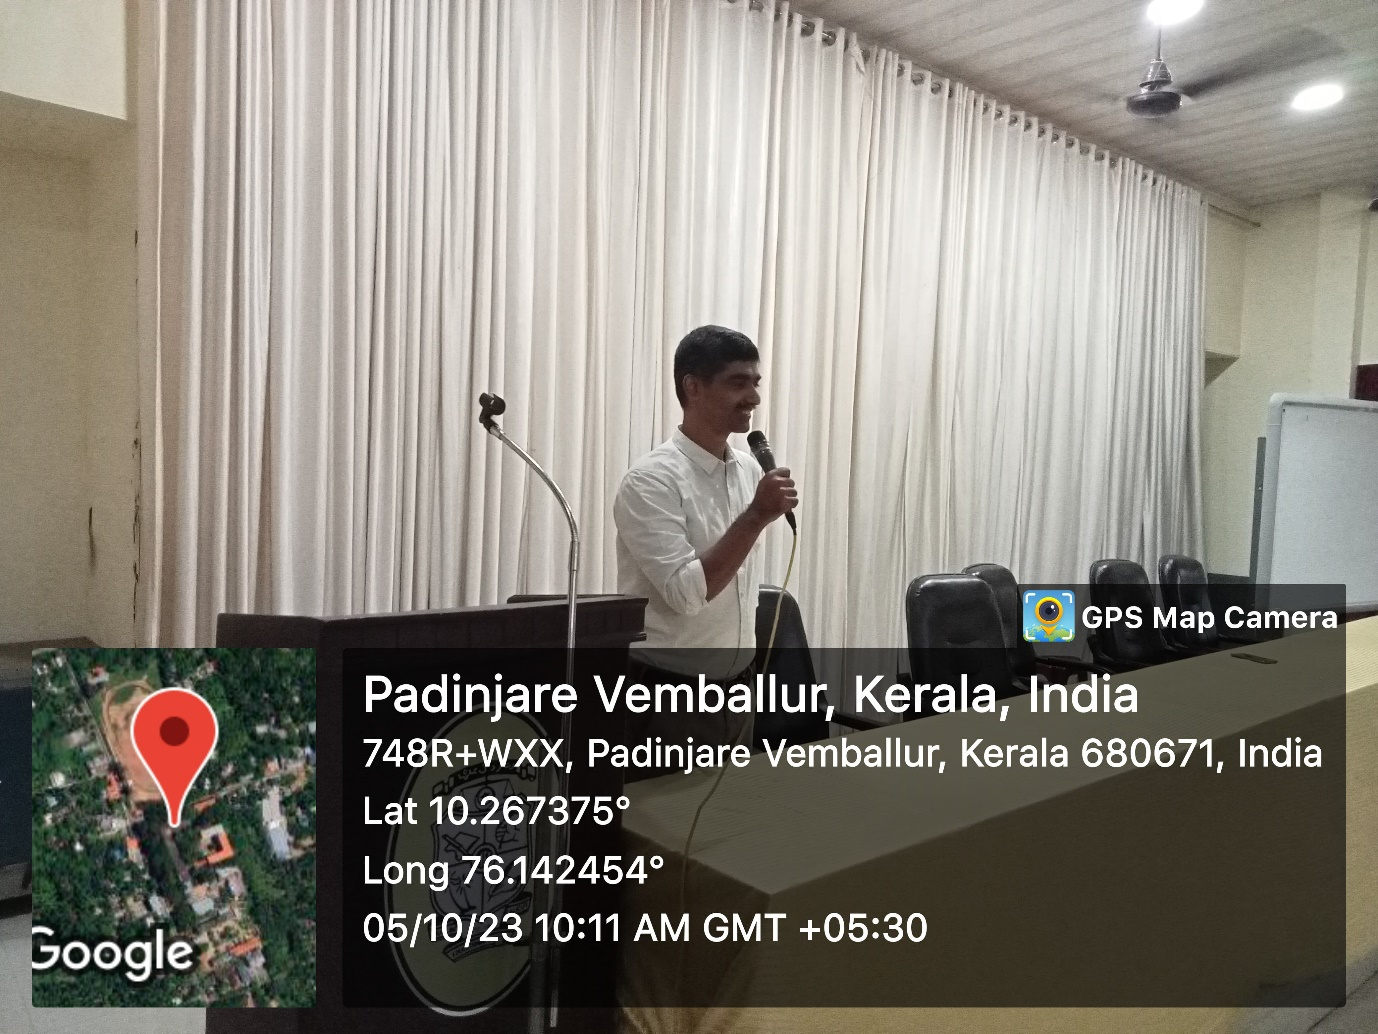 GPS Map Camera
Padinjare Vemballur, Kerala, India
748R+WXX, Padinjare Vemballur, Kerala 680671, India
Lat 10.267375°
Long 76.142454°
05/10/23 10:11 AM GMT +05:30
Google